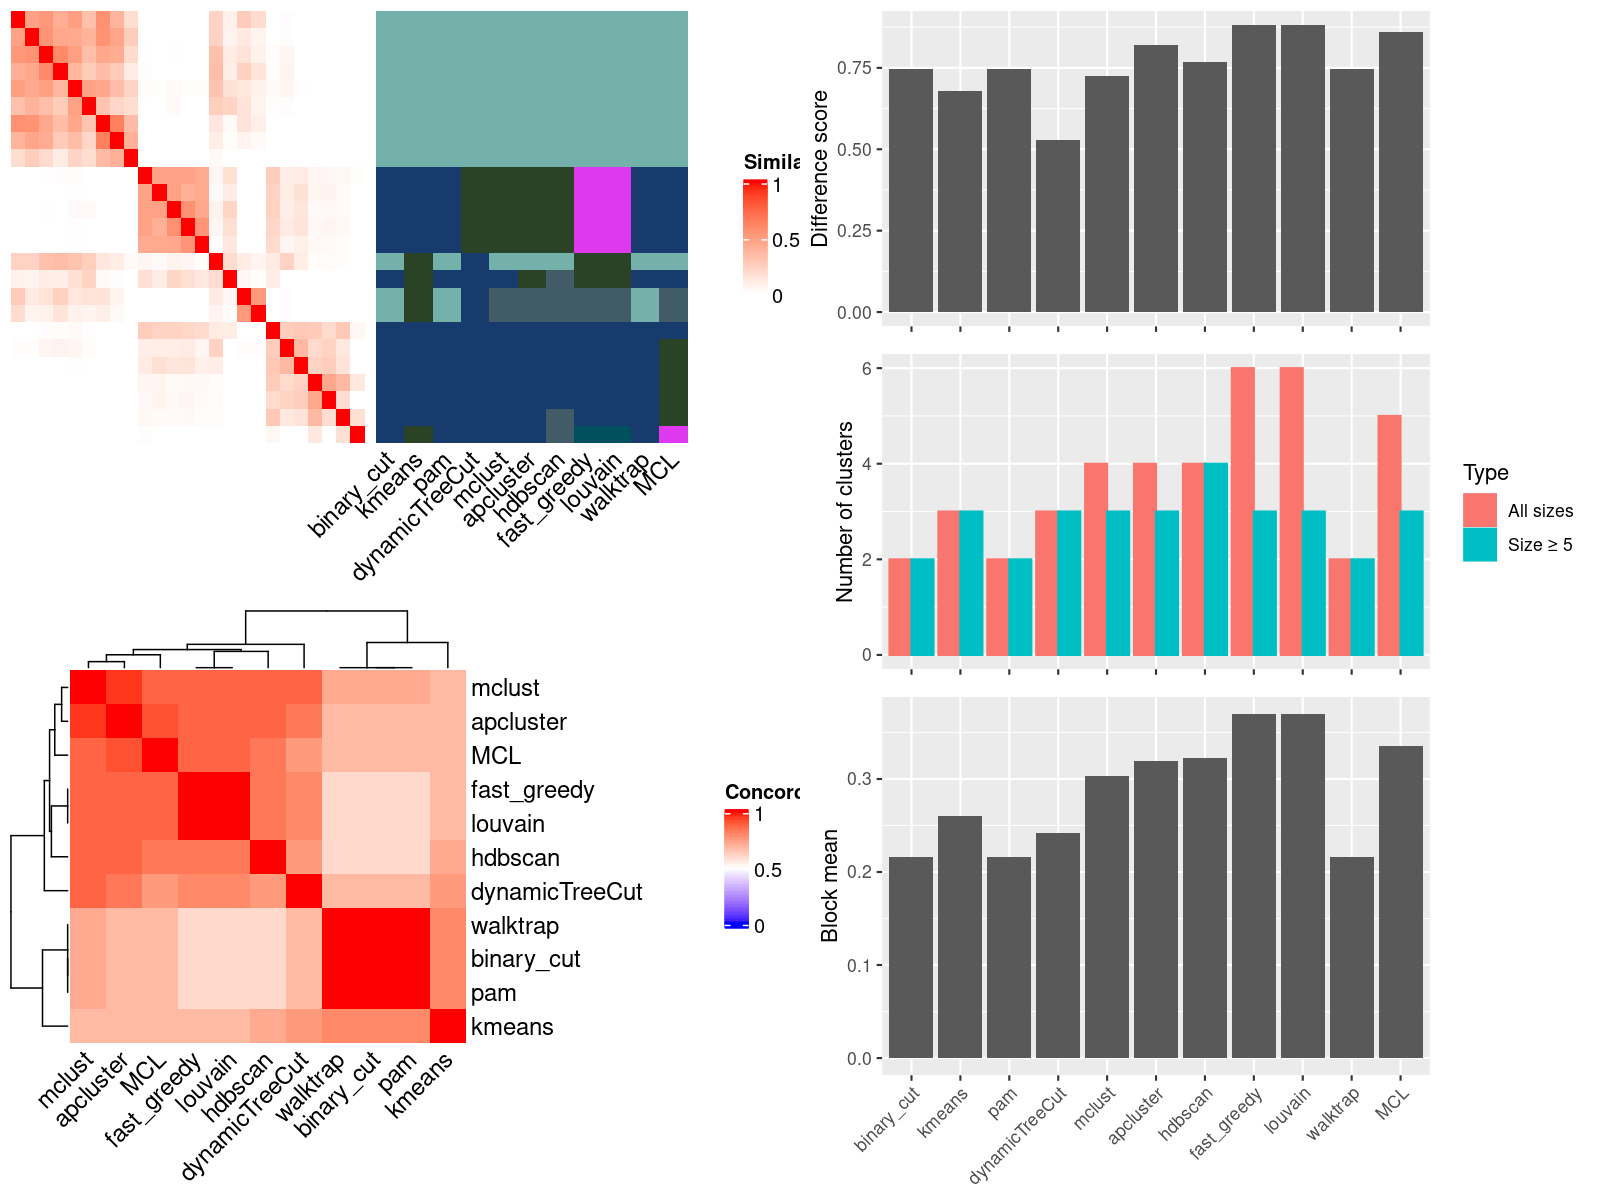 Simila
1
0.5
0
binary_cut
kmeans
pam
dynamicTreeCut
mclust
apcluster
hdbscan
fast_greedy
louvain
walktrap
MCL
mclust
apcluster
MCL
fast_greedy
louvain
hdbscan
dynamicTreeCut
walktrap
binary_cut
pam
kmeans
mclust
apcluster
MCL
fast_greedy
louvain
hdbscan
dynamicTreeCut
walktrap
binary_cut
pam
kmeans
Concord
1
0.5
0
Difference score
0.75
0.50
0.25
0.00
Number of clusters
6
4
2
0
Type
All sizes
Size ≥ 5
Block mean
0.3
0.2
0.1
0.0
binary_cut
kmeans
pam
dynamicTreeCut
mclust
apcluster
hdbscan
fast_greedy
louvain
walktrap
MCL